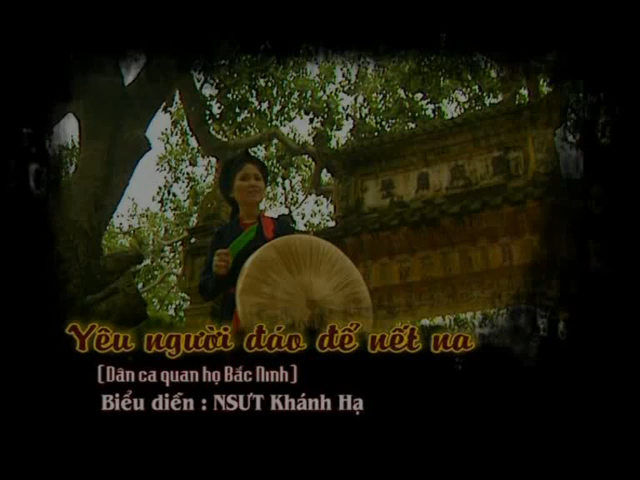 Yêu người đáo để nết na
(Dân ca quan họ Bắc Ninh)
Biểu diễn : NSƯT Khánh Hạ